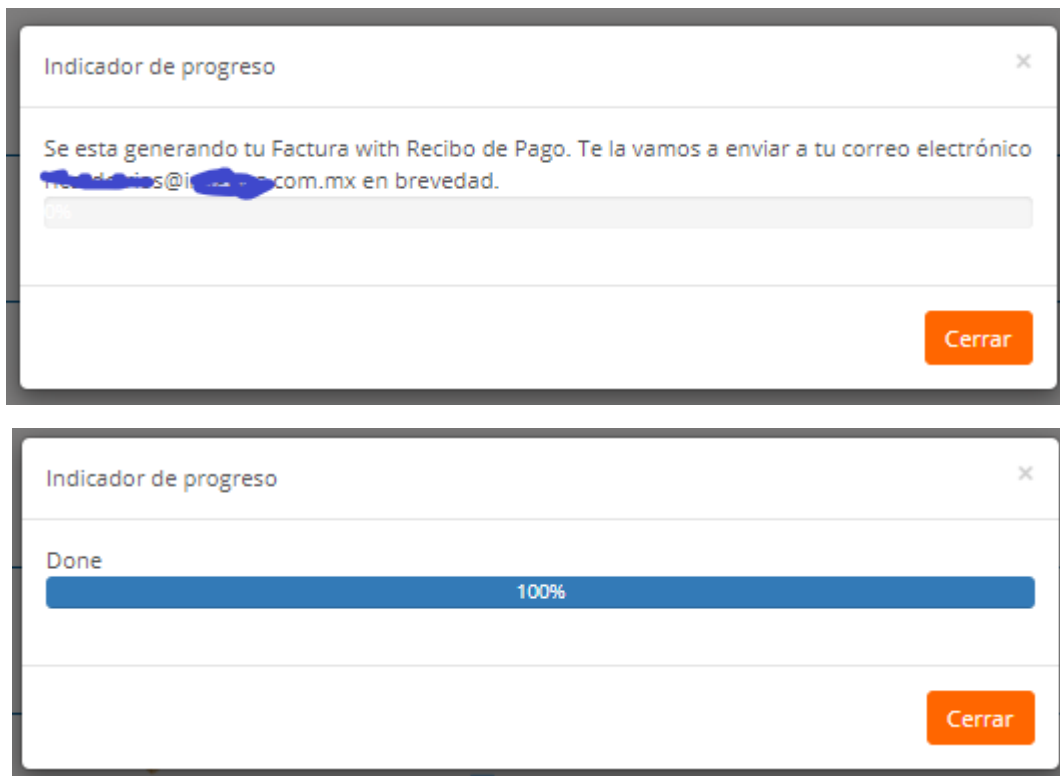 Indicador de progreso ×
Se esta generando tu Factura with Recibo de Pago. Te la vamos a enviar a tu correo electrónico
com.mx en brevedad.
0%
Cerrar
Indicador de progreso ×
Done
100%
Cerrar